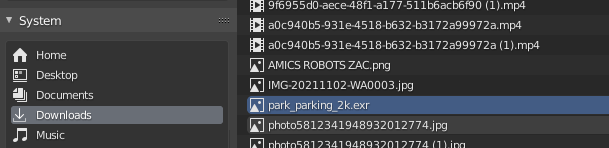 System
Home
Desktop
Documents
Downloads
Music
9f6955d0-aece-48f1-a177-511b6acb6f90 (1).mp4
a0c940b5-931e-4518-b632-b3172a99972a.mp4
a0c940b5-931e-4518-b632-b3172a99972a (1).mp4
AMICS ROBOTS ZAC.png
IMG-20211102-WA0003.jpg
park_parking_2k.exr
photo5812341948932012774.jpg
photo5812341948932012774 (1).jpg